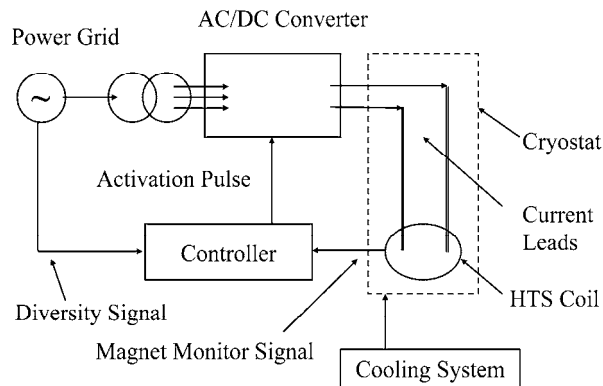 AC/DC Converter
Power Grid
~
Cryostat
Activation Pulse
Current
Leads
Controller
HTS Coil
Diversity Signal
Magnet Monitor Signal
Cooling System